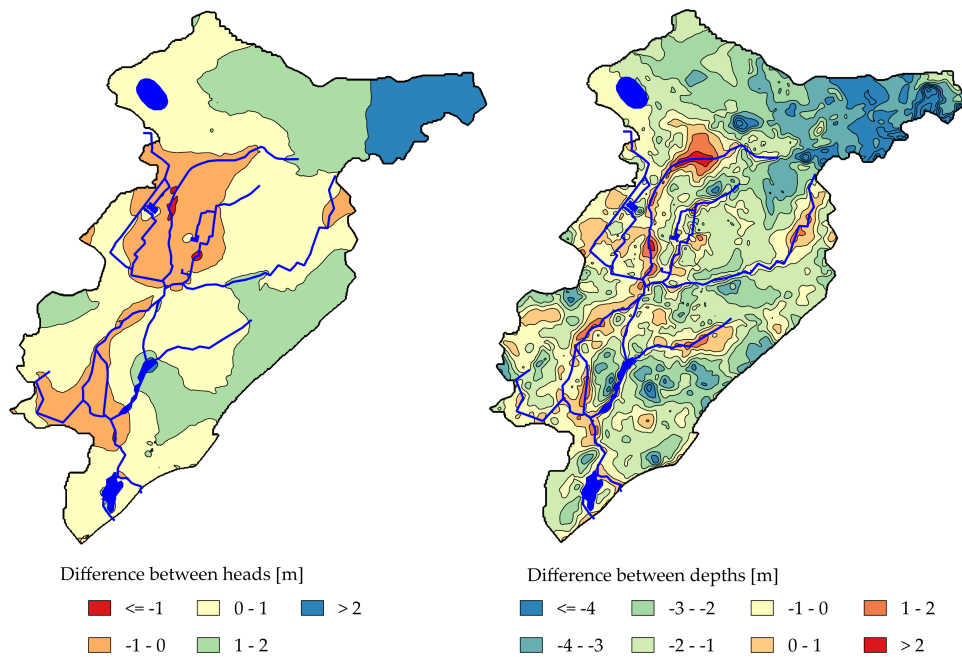 Difference between heads [m]
<= -1
0 - 1
> 2
-1 - 0
1 - 2
Difference between depths [m]
<= -4
-3 - -2
-1 - 0
1 - 2
-4 - -3
-2 - -1
0 - 1
> 2